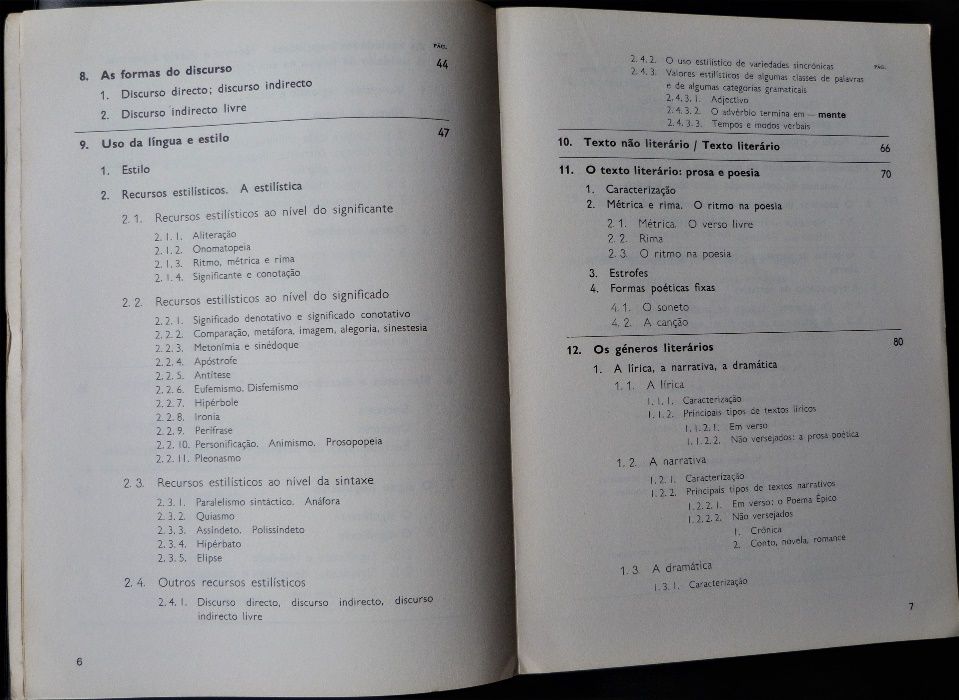 PÁG.
8. As formas do discurso 44
1. Discurso directo; discurso indirecto
2. Discurso indirecto livre
9. Uso da língua e estilo 47
1. Estilo
2. Recursos estilísticos. A estilística
2. 1. Recursos estilísticos ao nível do significante
2. 1. 1. Aliteração
2. 1. 2. Onomatopeia
2. 1. 3. Ritmo, métrica e rima
2. 1. 4. Significante e conotação
2. 2. Recursos estilísticos ao nível do significado
2. 2. 1. Significado denotativo e significado conotativo
2. 2. 2. Comparação, metáfora, imagem, alegoria, sinestesia
2. 2. 3. Metonímia e sinédoque
2. 2. 4. Apóstrofe
2. 2. 5. Antítese
2. 2. 6. Eufemismo. Disfemismo
2. 2. 7. Hipérbole
2. 2. 8. Ironia
2. 2. 9. Perífrase
2. 2. 10. Personificação. Animismo. Prosopopeia
2. 2. 11. Pleonasmo
2. 3. Recursos estilísticos ao nível da sintaxe
2. 3. 1. Paralelismo sintáctico. Anáfora
2. 3. 2. Quiasmo
2. 3. 3. Assíndeto. Polissíndeto
2. 3. 4. Hipérbato
2. 3. 5. Elipse
2. 4. Outros recursos estilísticos
2. 4. 1. Discurso directo, discurso indirecto, discurso
indirecto livre
6
PÁG.
2. 4. 2. O uso estilístico de variedades sincrónicas
2. 4. 3. Valores estilísticos de algumas classes de palavras
e de algumas categorias gramaticais
2. 4. 3. 1. Adjectivo
2. 4. 3. 2. O advérbio termina em — mente
2. 4. 3. 3. Tempos e modos verbais
10. Texto não literário / Texto literário 66
11. O texto literário: prosa e poesia 70
1. Caracterização
2. Métrica e rima. O ritmo na poesia
2. 1. Métrica. O verso livre
2. 2. Rima
2. 3. O ritmo na poesia
3. Estrofes
4. Formas poéticas fixas
4. 1. O soneto
4. 2. A canção
12. Os géneros literários 80
1. A lírica, a narrativa, a dramática
1. 1. A lírica
1. 1. 1. Caracterização
1. 1. 2. Principais tipos de textos líricos
1. 1. 2. 1. Em verso
1. 1. 2. 2. Não versejados: a prosa poética
1. 2. A narrativa
1. 2. 1. Caracterização
1. 2. 2. Principais tipos de textos narrativos
1. 2. 2. 1. Em verso: o Poema Épico
1. 2. 2. 2. Não versejados
1. Crónica
2. Conto, novela, romance
1. 3. A dramática
1. 3. 1. Caracterização
7